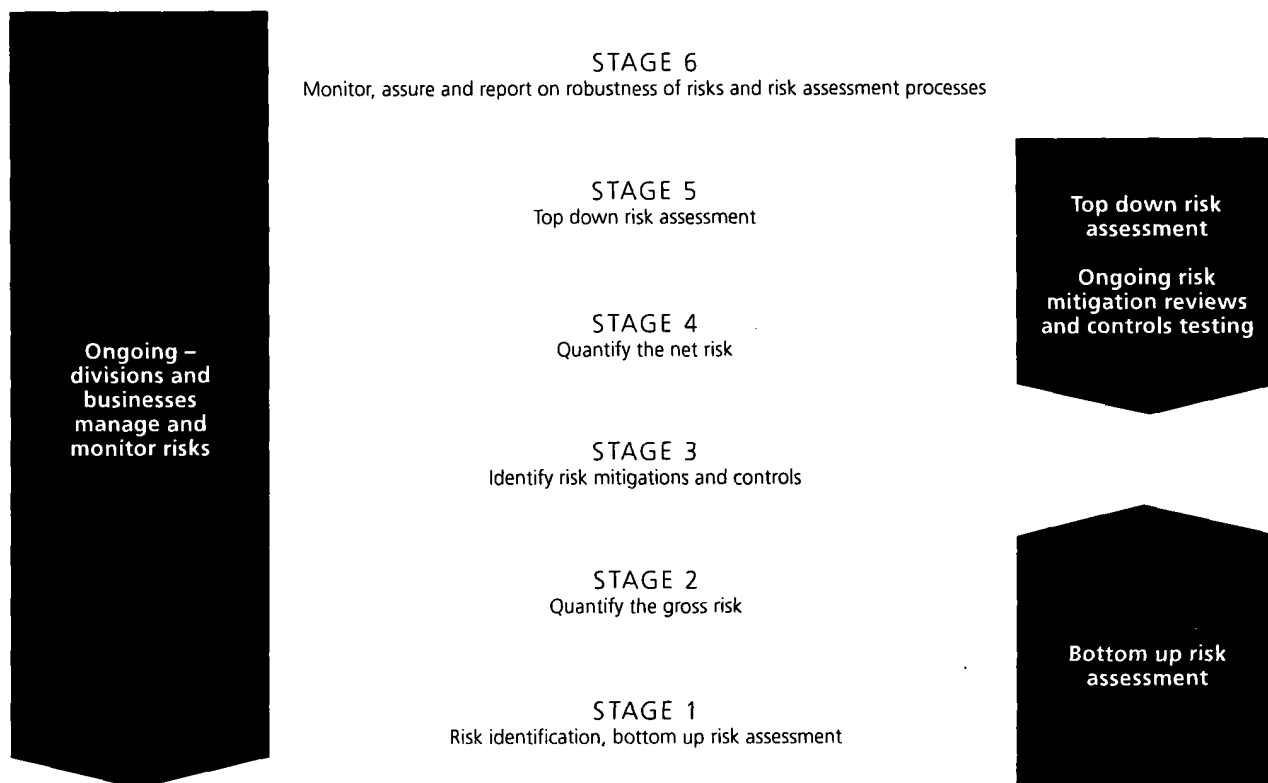 STAGE 6
Monitor, assure and report on robustness of risks and risk assessment processes
STAGE 5
Top down risk assessment
STAGE 4
Quantify the net risk
STAGE 3
Identify risk mitigations and controls
STAGE 2
Quantify the gross risk
STAGE 1
Risk identification, bottom up risk assessment
Ongoing –
divisions and
businesses
manage and
monitor risks
Top down risk
assessment
Ongoing risk
mitigation reviews
and controls testing
Bottom up risk
assessment